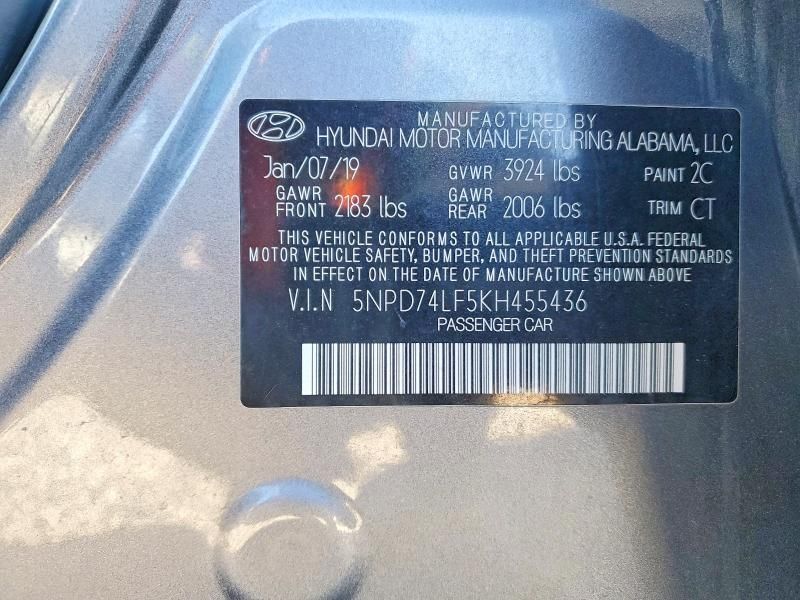 MANUFACTURED BY
HYUNDAI MOTOR MANUFACTURING ALABAMA, LLC
Jan/07/19 GVWR 3924 lbs PAINT 2C
GAWR FRONT 2183 lbs GAWR REAR 2006 lbs TRIM CT
THIS VEHICLE CONFORMS TO ALL APPLICABLE U.S.A. FEDERAL
MOTOR VEHICLE SAFETY, BUMPER, AND THEFT PREVENTION STANDARDS
IN EFFECT ON THE DATE OF MANUFACTURE SHOWN ABOVE
V.I.N 5NPD74LF5KH455436
PASSENGER CAR